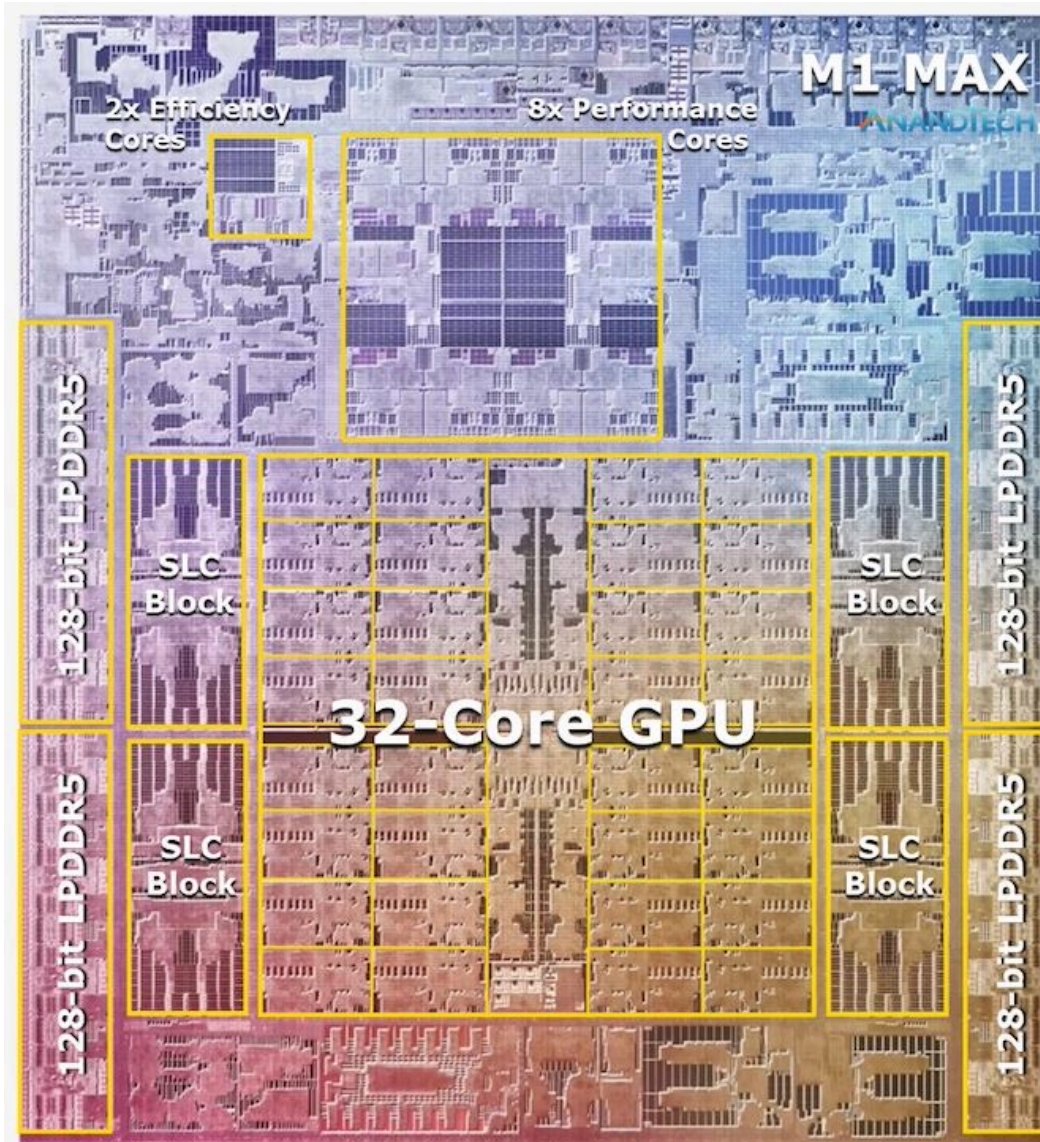 M1 MAX
ANANDTECH
2x Efficiency
Cores
8x Performance
Cores
128-bit LPDDR5
128-bit LPDDR5
SLC
Block
SLC
Block
32-Core GPU
128-bit LPDDR5
128-bit LPDDR5
SLC
Block
SLC
Block